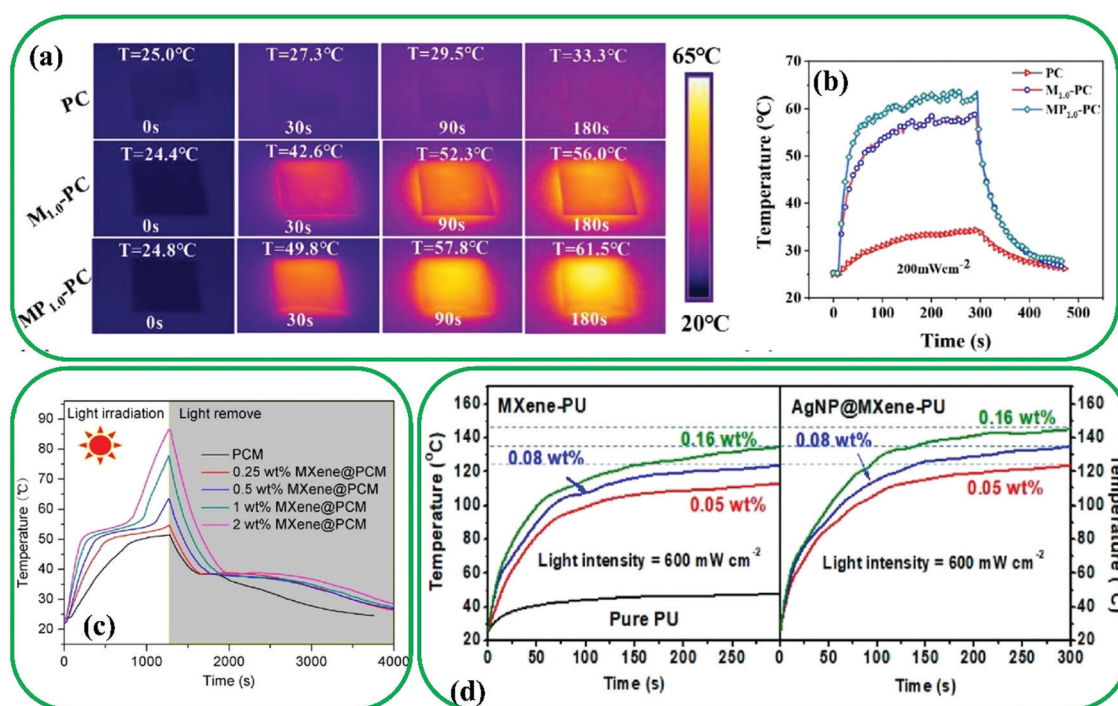 (a)
T=25.0°C T=27.3°C T=29.5°C T=33.3°C
65°C
PC
0s 30s 90s 180s
T=24.4°C T=42.6°C T=52.3°C T=56.0°C
M1.0-PC
0s 30s 90s 180s
T=24.8°C T=49.8°C T=57.8°C T=61.5°C
MP1.0-PC
0s 30s 90s 180s
20°C
(b)
70
60
50
40
30
20
Temperature (°C)
PC
M1.0-PC
MP1.0-PC
200mWcm⁻²
0 100 200 300 400 500
Time (s)
Light irradiation Light remove
90
80
70
60
50
40
30
20
Temperature (℃)
PCM
0.25 wt% MXene@PCM
0.5 wt% MXene@PCM
1 wt% MXene@PCM
2 wt% MXene@PCM
(c)
0 1000 2000 3000 4000
Time (s)
160
140
120
100
80
60
40
20
Temperature (°C)
MXene-PU
0.16 wt%
0.08 wt%
0.05 wt%
Light intensity = 600 mW cm⁻²
Pure PU
0 50 100 150 200 250
Time (s)
AgNP@MXene-PU
0.16 wt%
0.08 wt%
0.05 wt%
Light intensity = 600 mW cm⁻²
0 50 100 150 200 250 300
Time (s)
160
140
120
100
80
60
40
20
Temperature (°C)
(d)